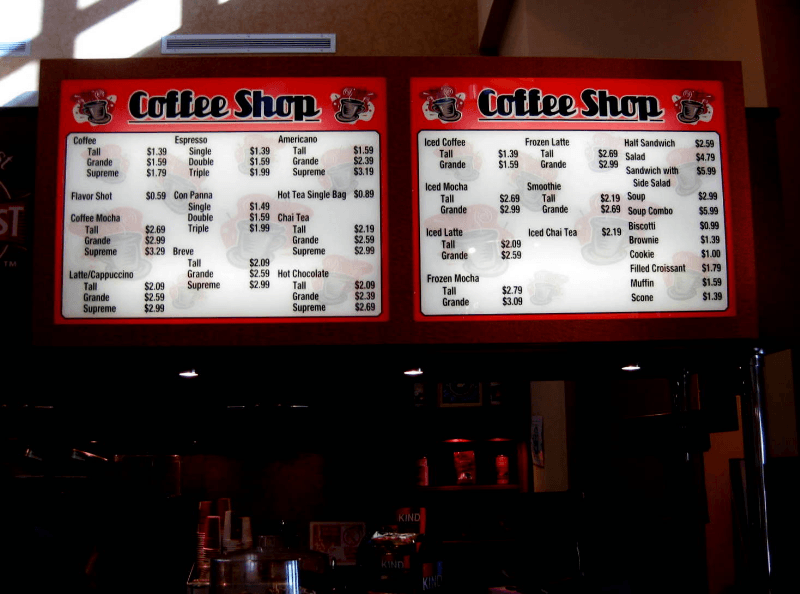 Coffee Shop
Coffee
Tall $1.39
Grande $1.59
Supreme $1.79
Flavor Shot $0.59
Coffee Mocha
Tall $2.69
Grande $2.99
Supreme $3.29
Latte/Cappuccino
Tall $2.09
Grande $2.59
Supreme $2.99
Espresso
Single $1.39
Double $1.59
Triple $1.99
Con Panna
Single $1.49
Double $1.59
Triple $1.99
Breve
Tall $2.09
Grande $2.59
Supreme $2.99
Americano
Tall $1.59
Grande $2.39
Supreme $3.19
Hot Tea Single Bag $0.89
Chai Tea
Tall $2.19
Grande $2.59
Supreme $2.99
Hot Chocolate
Tall $2.09
Grande $2.39
Supreme $2.69
Coffee Shop
Iced Coffee
Tall $1.39
Grande $1.59
Iced Mocha
Tall $2.69
Grande $2.99
Iced Latte
Tall $2.09
Grande $2.59
Frozen Mocha
Tall $2.79
Grande $3.09
Frozen Latte
Tall $2.69
Grande $2.99
Smoothie
Tall $2.19
Grande $2.69
Iced Chai Tea $2.19
Half Sandwich $2.59
Salad $4.79
Sandwich with $5.99
Side Salad
Soup $2.99
Soup Combo $5.99
Biscotti $0.99
Brownie $1.39
Cookie $1.00
Filled Croissant $1.79
Muffin $1.59
Scone $1.39
ST
TM
KIND
KIND
KIND